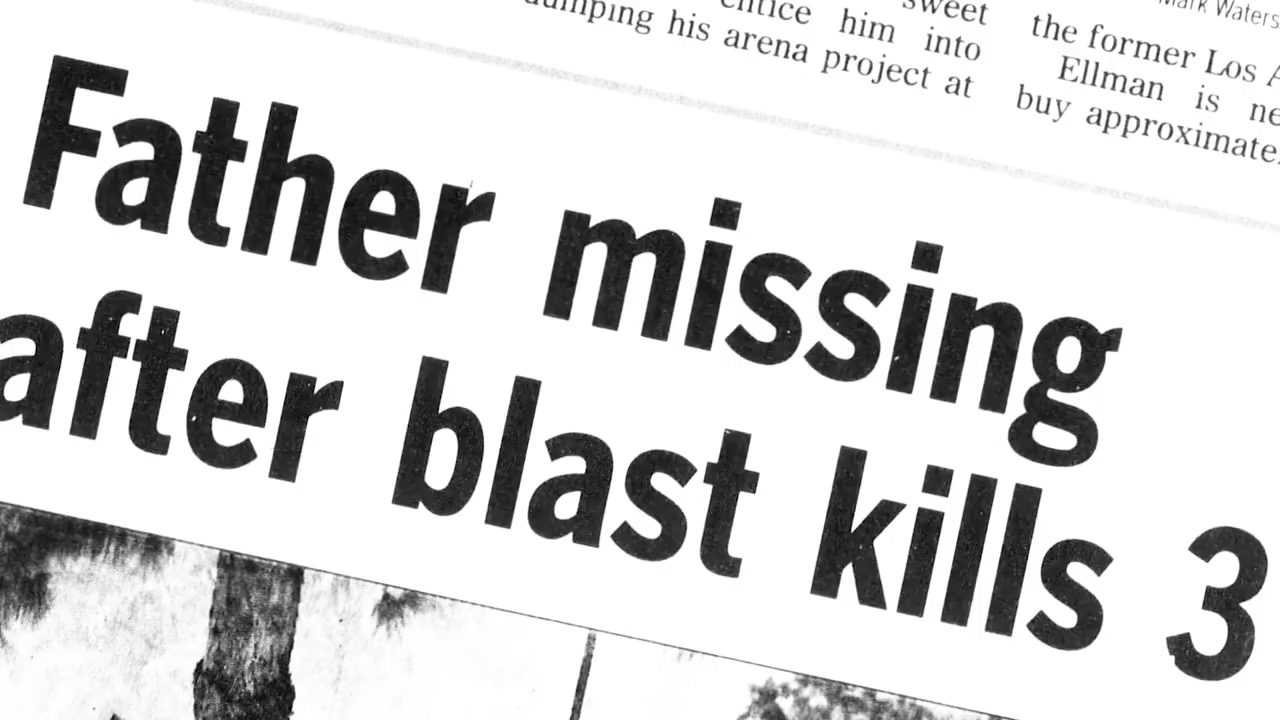 sweet
entice him into
dumping his arena project at
Mark Waters
the former Los
Ellman is
buy approximate
Father missing
after blast kills 3